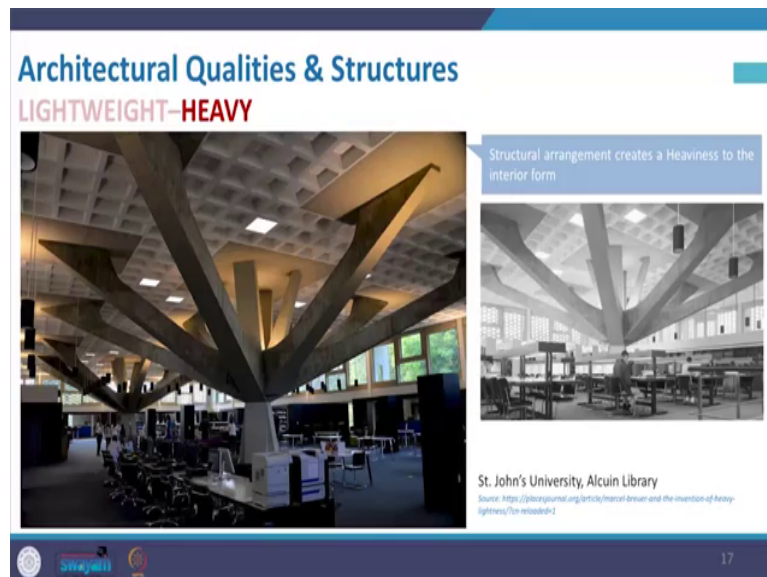 Architectural Qualities & Structures
LIGHTWEIGHT–HEAVY
Structural arrangement creates a Heaviness to the
interior form
St. John's University, Alcuin Library
Source: https://placesjournal.org/article/marcel-breuer-and-the-invention-of-heavy-
lightness/?cn-reloaded=1
swayam
17